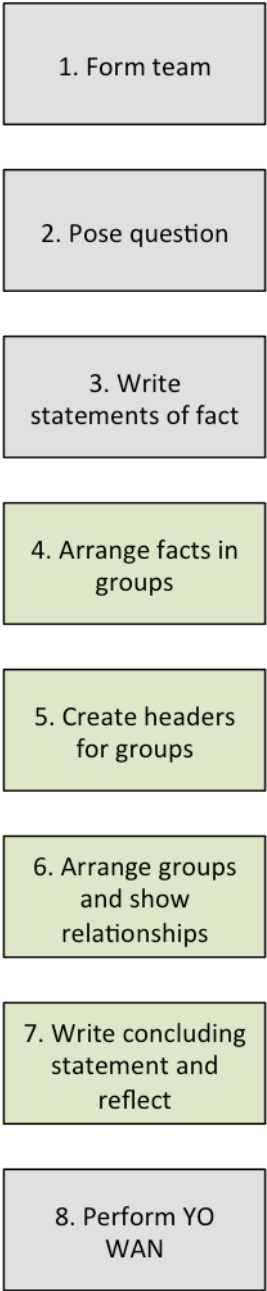 1. Form team
2. Pose question
3. Write
statements of fact
4. Arrange facts in
groups
5. Create headers
for groups
6. Arrange groups
and show
relationships
7. Write concluding
statement and
reflect
8. Perform YO
WAN